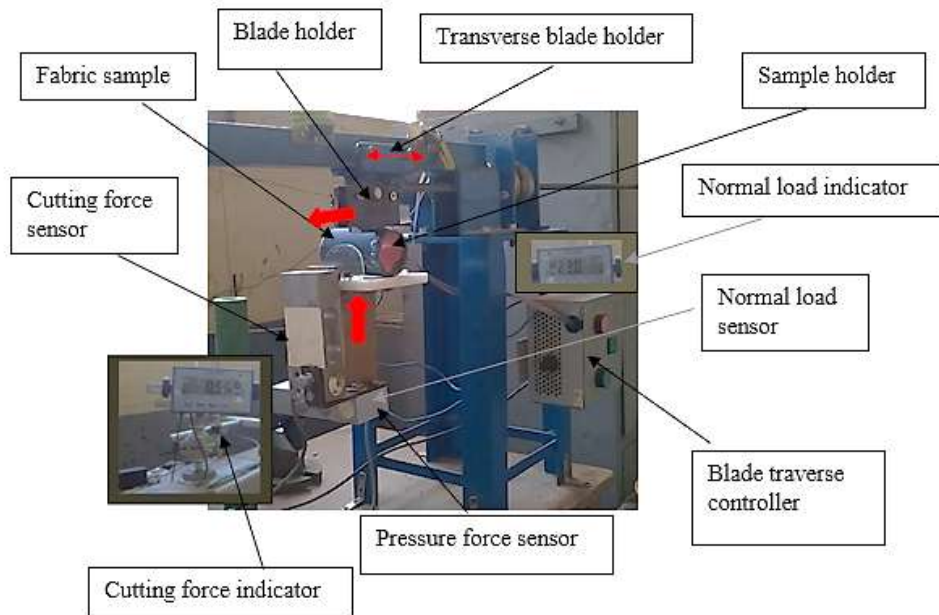 Blade holder
Transverse blade holder
Fabric sample
Sample holder
Cutting force
sensor
Normal load indicator
Normal load
sensor
Blade traverse
controller
Pressure force sensor
Cutting force indicator